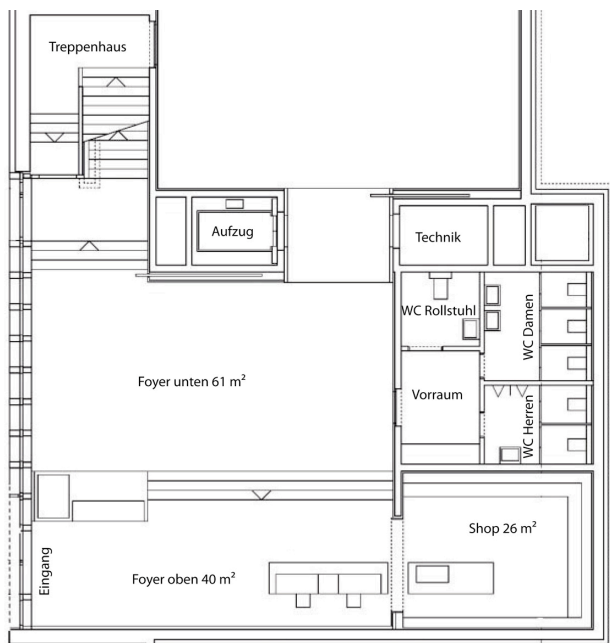 Treppenhaus
Aufzug
Technik
WC Rollstuhl
WC Damen
Foyer unten 61 m²
Vorraum
WC Herren
Shop 26 m²
Eingang
Foyer oben 40 m²